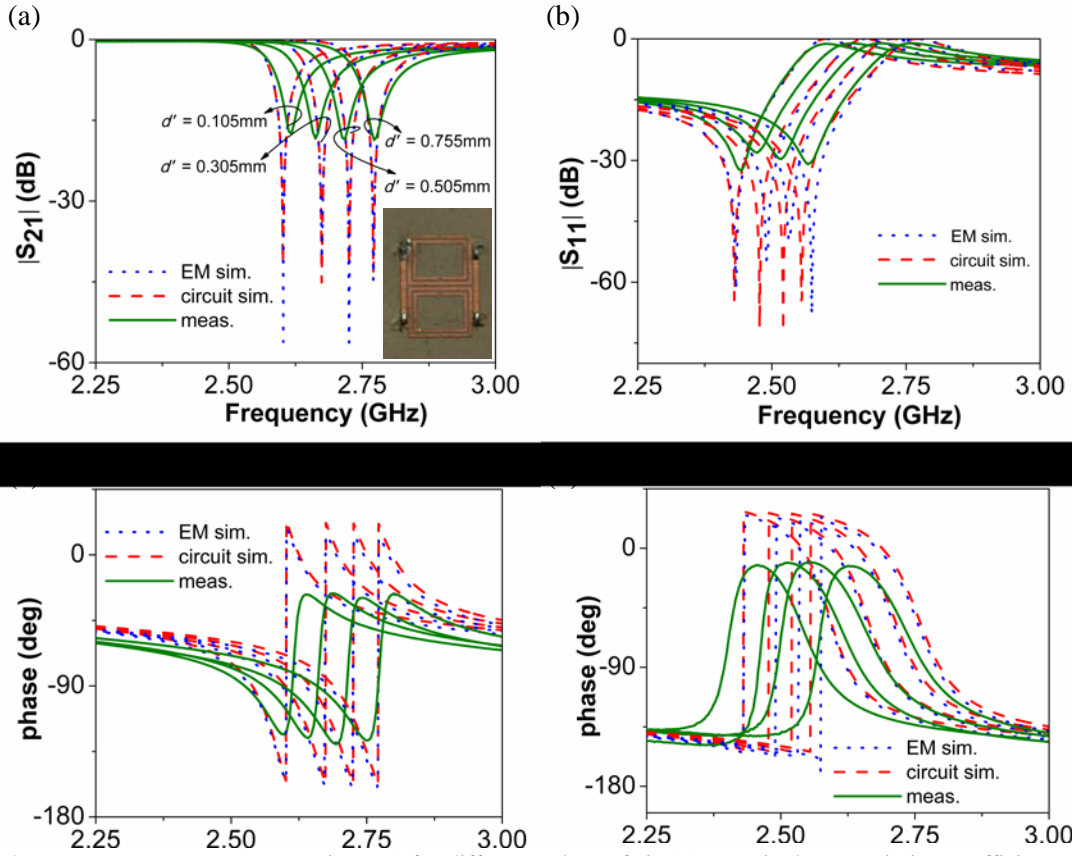 (a)
(b)
0
-30
-60
|S21| (dB)
d' = 0.105mm
d' = 0.305mm
d' = 0.755mm
d' = 0.505mm
EM sim.
circuit sim.
meas.
2.25 2.50 2.75 3.00
Frequency (GHz)
0
-30
-60
|S11| (dB)
EM sim.
circuit sim.
meas.
2.25 2.50 2.75 3.00
Frequency (GHz)
0
-90
-180
phase (deg)
EM sim.
circuit sim.
meas.
2.25 2.50 2.75 3.00
0
-90
-180
phase (deg)
EM sim.
circuit sim.
meas.
2.25 2.50 2.75 3.00